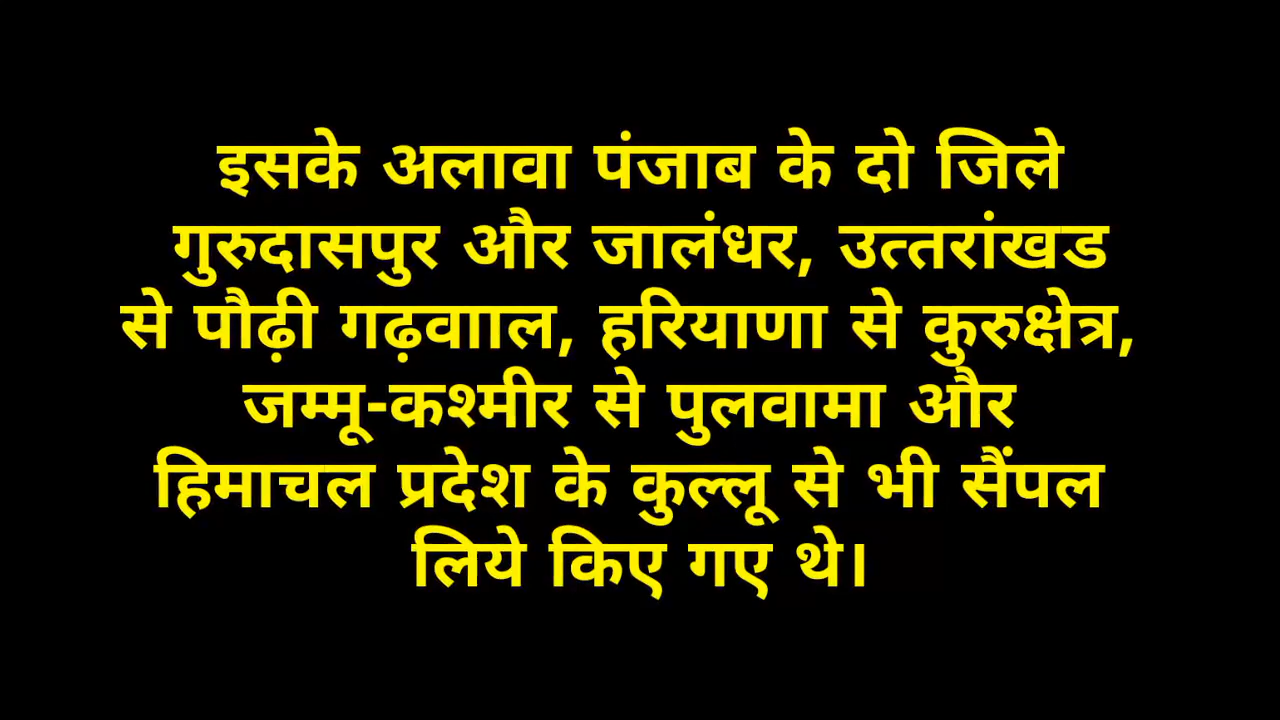 इसके अलावा पंजाब के दो जिले
गुरुदासपुर और जालंधर, उत्तरांखड
से पौढ़ी गढ़वााल, हरियाणा से कुरुक्षेत्र,
जम्मू-कश्मीर से पुलवामा और
हिमाचल प्रदेश के कुल्लू से भी सैंपल
लिये किए गए थे।